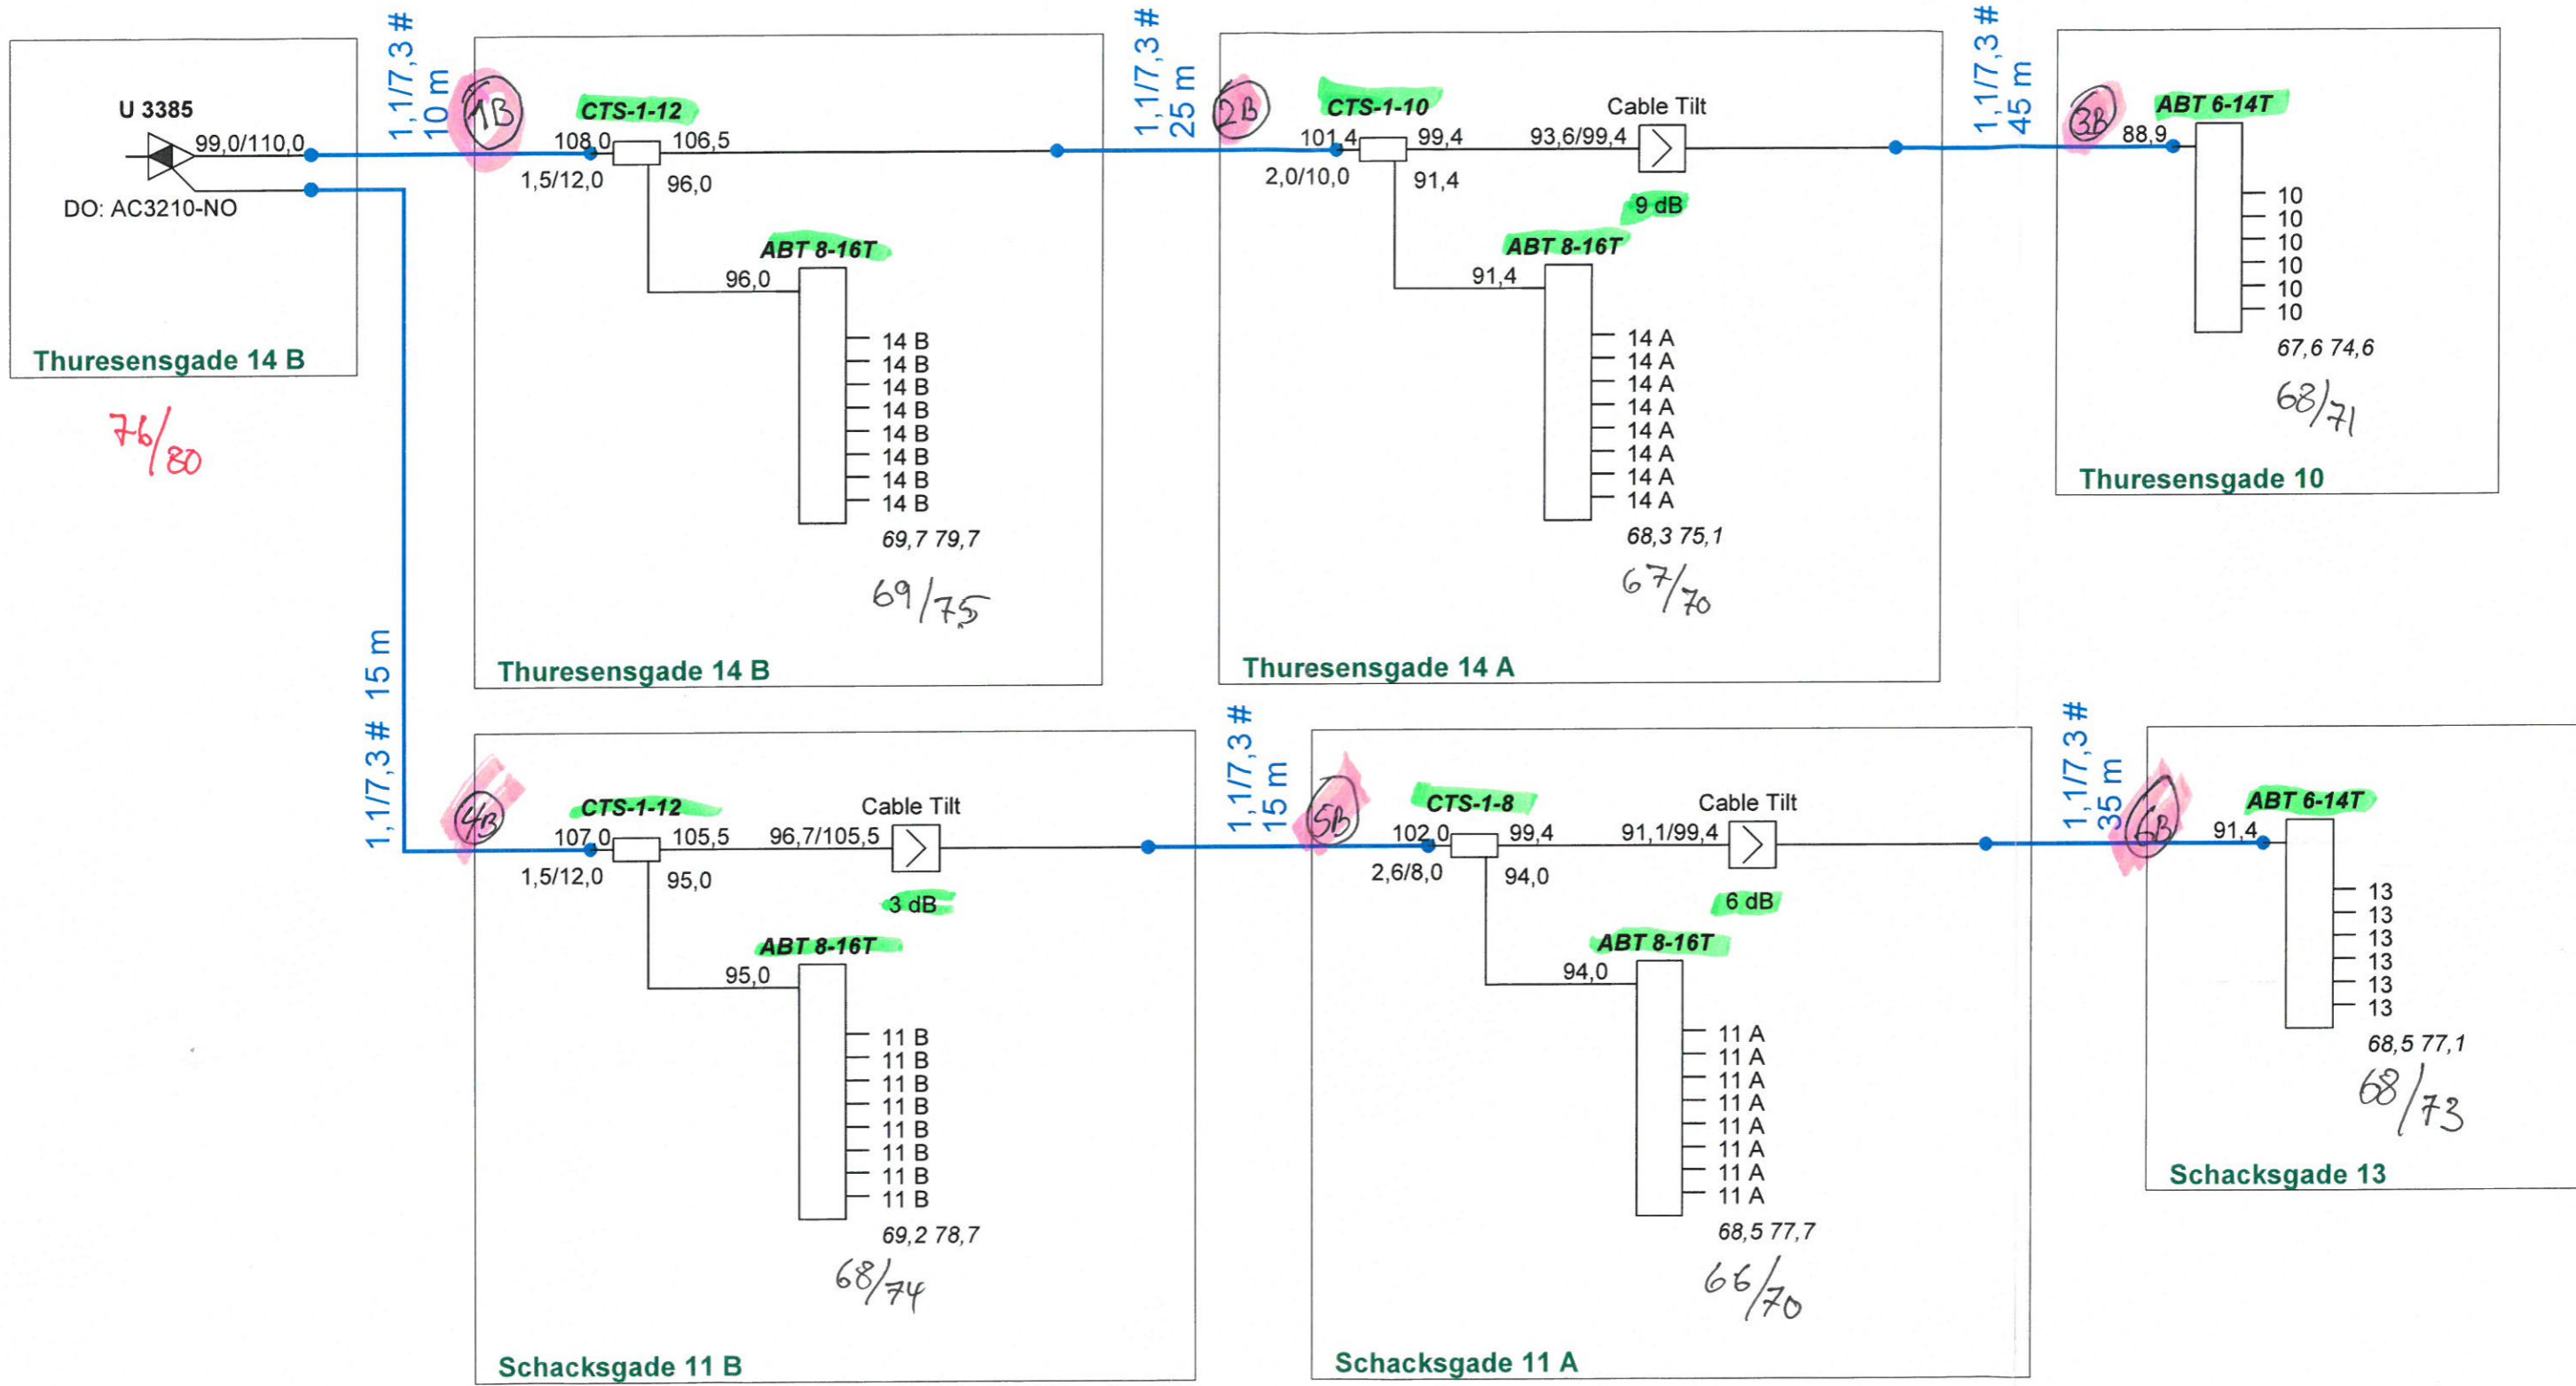 U 3385
99,0/110,0
DO: AC3210-NO
Thuresensgade 14 B
76/80
1,1/7,3 #
10 m
1B
CTS-1-12
108,0
106,5
1,5/12,0
96,0
ABT 8-16T
96,0
14 B
14 B
14 B
14 B
14 B
14 B
14 B
14 B
69,7 79,7
69/75
Thuresensgade 14 B
1,1/7,3 #
25 m
2B
CTS-1-10
101,4
99,4
2,0/10,0
91,4
93,6/99,4
Cable Tilt
9 dB
ABT 8-16T
91,4
14 A
14 A
14 A
14 A
14 A
14 A
14 A
14 A
68,3 75,1
67/70
Thuresensgade 14 A
1,1/7,3 #
45 m
3B
ABT 6-14T
88,9
10
10
10
10
10
10
67,6 74,6
68/71
Thuresensgade 10
1,1/7,3 # 15 m
4B
CTS-1-12
107,0
105,5
1,5/12,0
95,0
96,7/105,5
Cable Tilt
3 dB
ABT 8-16T
95,0
11 B
11 B
11 B
11 B
11 B
11 B
11 B
11 B
69,2 78,7
68/74
Schacksgade 11 B
1,1/7,3 #
15 m
5B
CTS-1-8
102,0
99,4
2,6/8,0
94,0
91,1/99,4
Cable Tilt
6 dB
ABT 8-16T
94,0
11 A
11 A
11 A
11 A
11 A
11 A
11 A
11 A
68,5 77,7
66/70
Schacksgade 11 A
1,1/7,3 #
35 m
6B
ABT 6-14T
91,4
13
13
13
13
13
13
68,5 77,1
68/73
Schacksgade 13